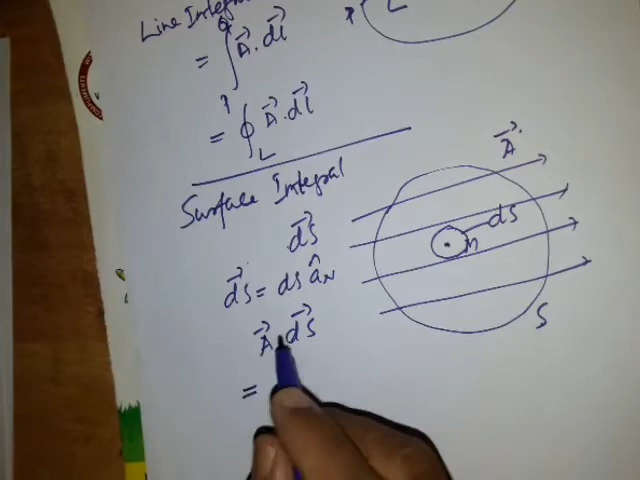 Line Integral
= ∫ A⃗ . dl⃗
= ∮ A⃗ . dl⃗
L
L
Surface Integral
A⃗
ds
n
S
ds⃗
ds⃗ = ds âₙ
A⃗ . ds⃗
=